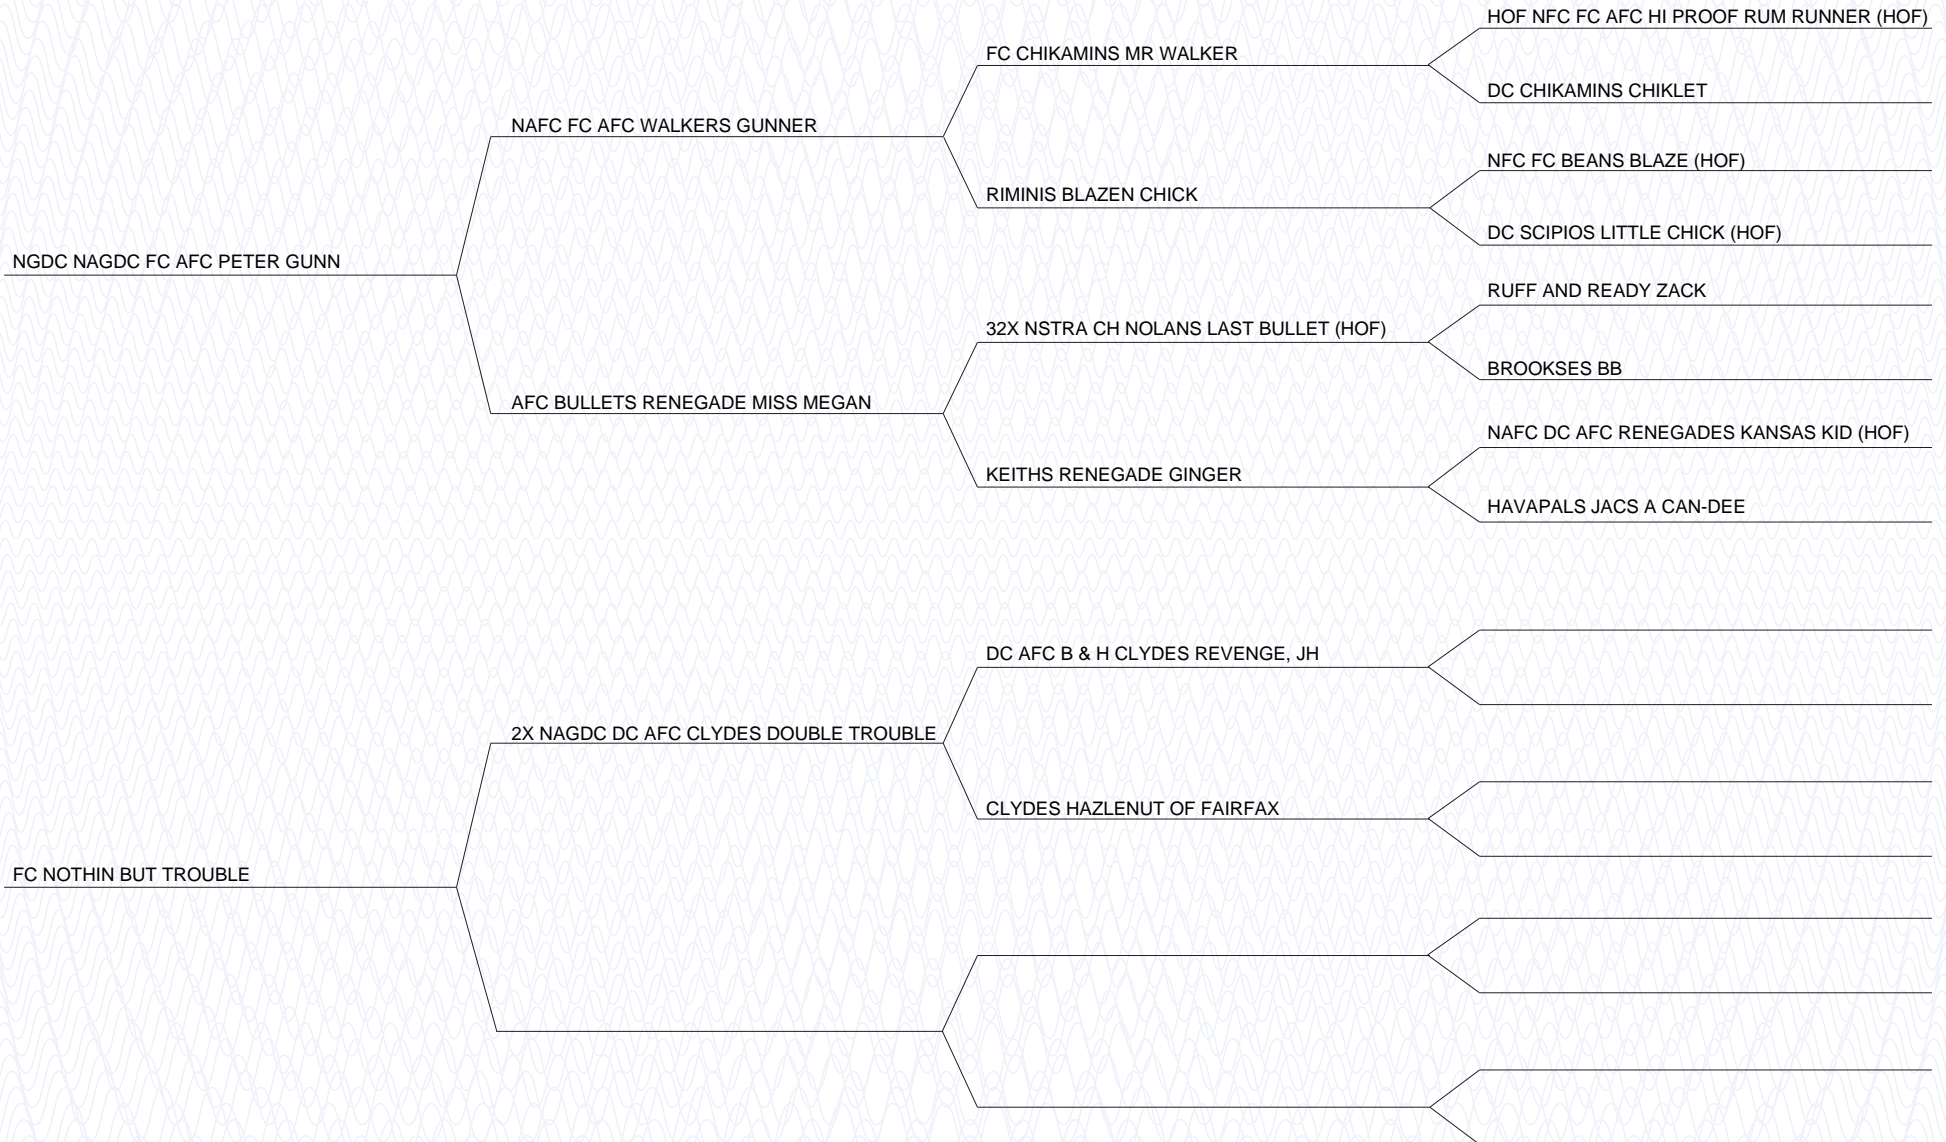 HOF NFC FC AFC HI PROOF RUM RUNNER (HOF)
FC CHIKAMINS MR WALKER
DC CHIKAMINS CHIKLET
NAFC FC AFC WALKERS GUNNER
NFC FC BEANS BLAZE (HOF)
RIMINIS BLAZEN CHICK
DC SCIPIOS LITTLE CHICK (HOF)
NGDC NAGDC FC AFC PETER GUNN
RUFF AND READY ZACK
32X NSTRA CH NOLANS LAST BULLET (HOF)
BROOKSES BB
AFC BULLETS RENEGADE MISS MEGAN
NAFC DC AFC RENEGADES KANSAS KID (HOF)
KEITHS RENEGADE GINGER
HAVAPALS JACS A CAN-DEE
DC AFC B & H CLYDES REVENGE, JH
2X NAGDC DC AFC CLYDES DOUBLE TROUBLE
CLYDES HAZLENUT OF FAIRFAX
FC NOTHIN BUT TROUBLE